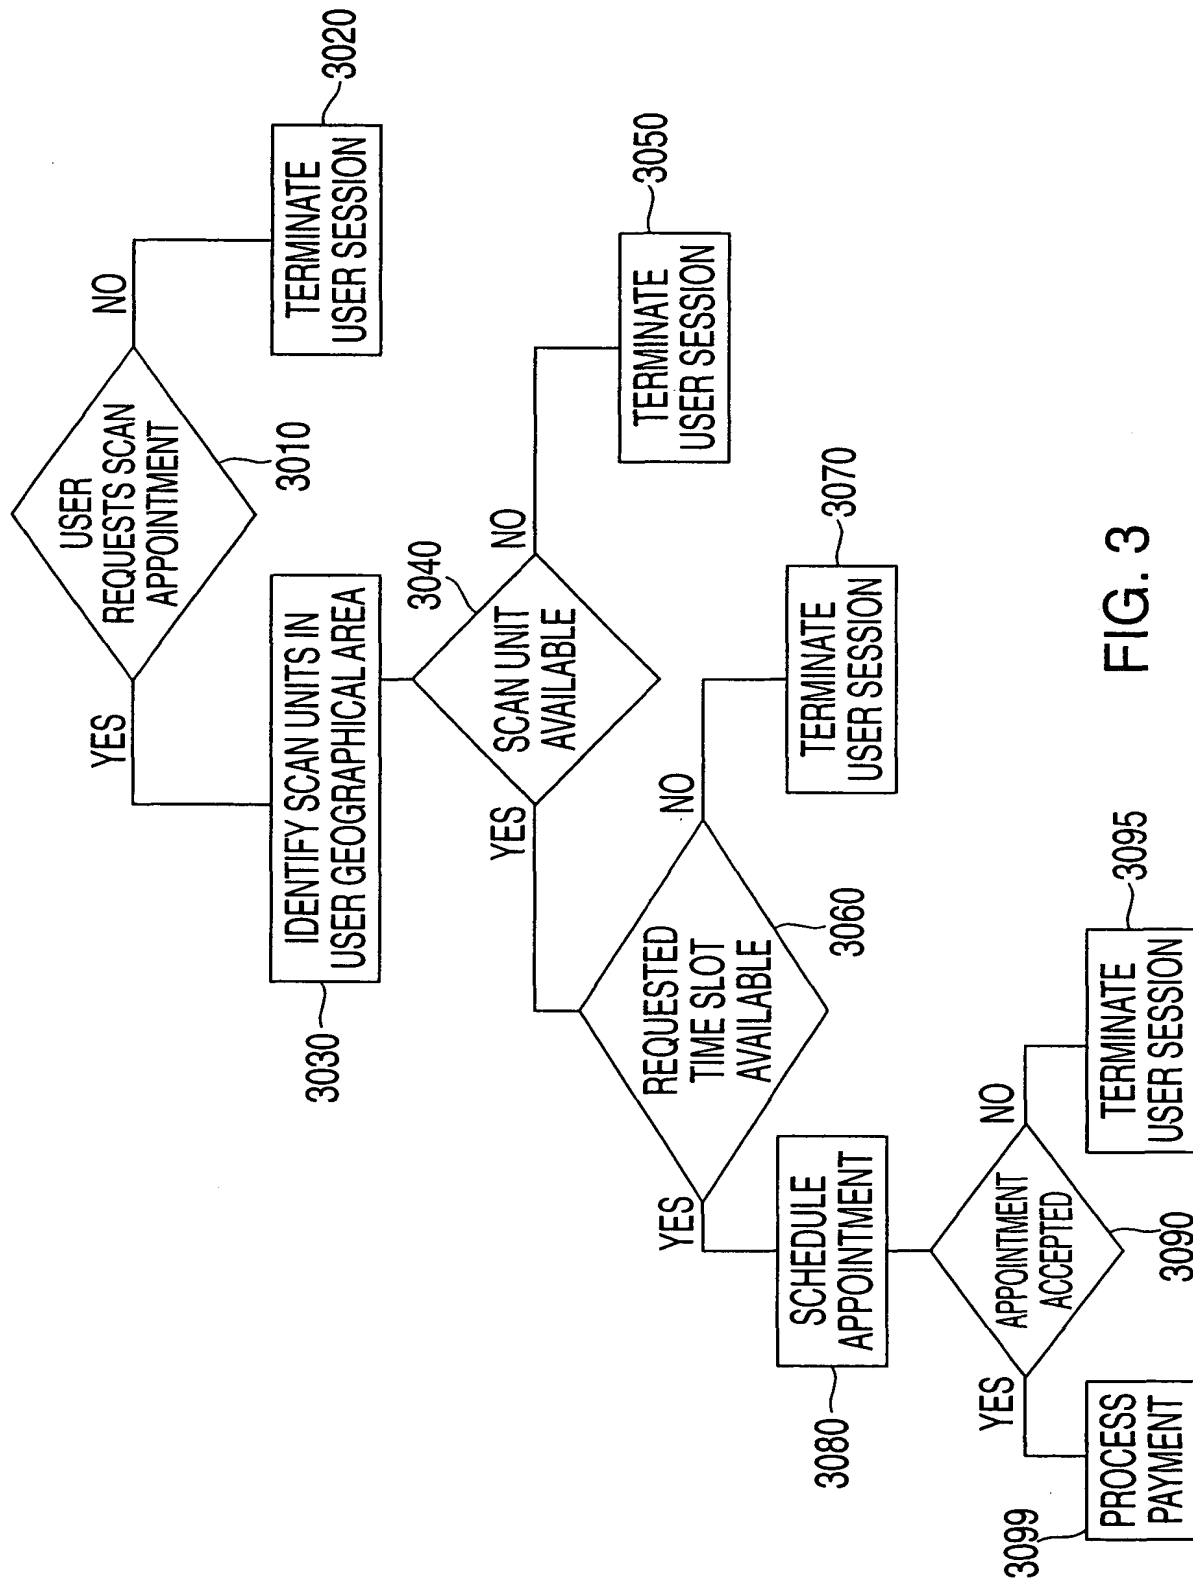 USER
REQUESTS SCAN
APPOINTMENT
3010
YES
NO
TERMINATE
USER SESSION
3020
IDENTIFY SCAN UNITS IN
USER GEOGRAPHICAL AREA
3030
SCAN UNIT
AVAILABLE
3040
YES
NO
TERMINATE
USER SESSION
3050
REQUESTED
TIME SLOT
AVAILABLE
3060
YES
NO
TERMINATE
USER SESSION
3070
SCHEDULE
APPOINTMENT
3080
APPOINTMENT
ACCEPTED
3090
YES
NO
TERMINATE
USER SESSION
3095
PROCESS
PAYMENT
3099
FIG. 3